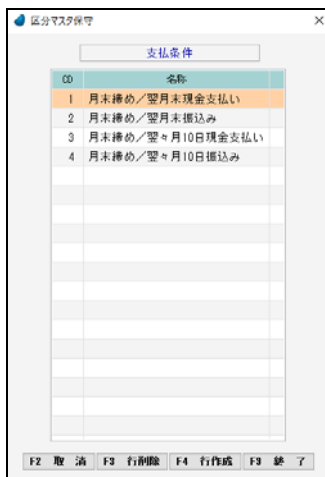 区分マスタ保守
支払条件
CD 名称
1 月末締め／翌月末現金支払い
2 月末締め／翌月末振込み
3 月末締め／翌々月10日現金支払い
4 月末締め／翌々月10日振込み
F2 取 消 F3 行削除 F4 行作成 F9 終 了